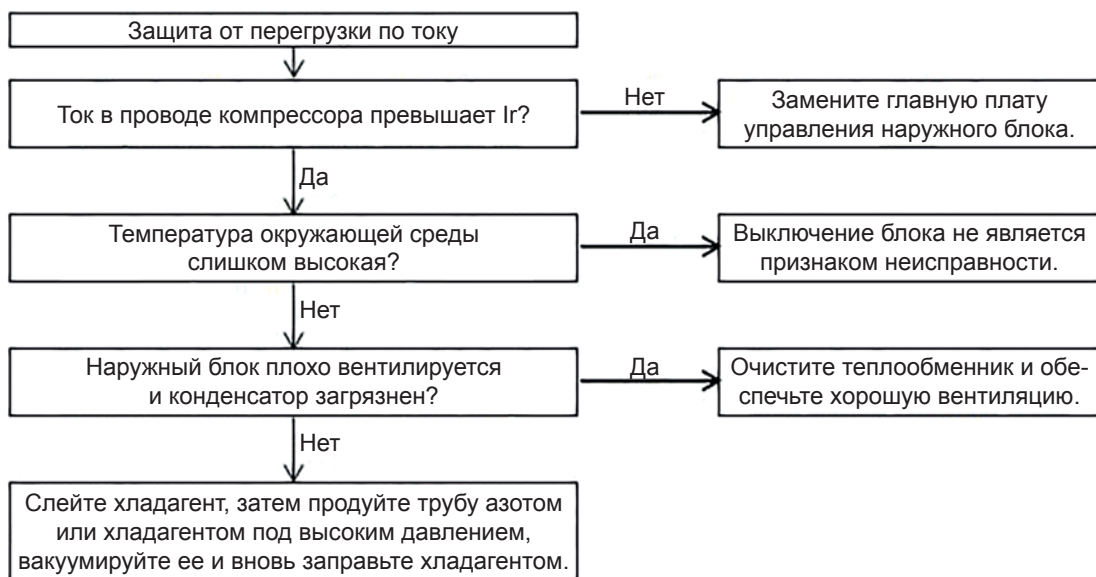 Защита от перегрузки по току
Ток в проводе компрессора превышает Ir?
Нет
Замените главную плату
управления наружного блока.
Да
Температура окружающей среды
слишком высокая?
Да
Выключение блока не является
признаком неисправности.
Нет
Наружный блок плохо вентилируется
и конденсатор загрязнен?
Да
Очистите теплообменник и обе-
спечьте хорошую вентиляцию.
Нет
Слейте хладагент, затем продуйте трубу азотом
или хладагентом под высоким давлением,
вакуумируйте ее и вновь заправьте хладагентом.